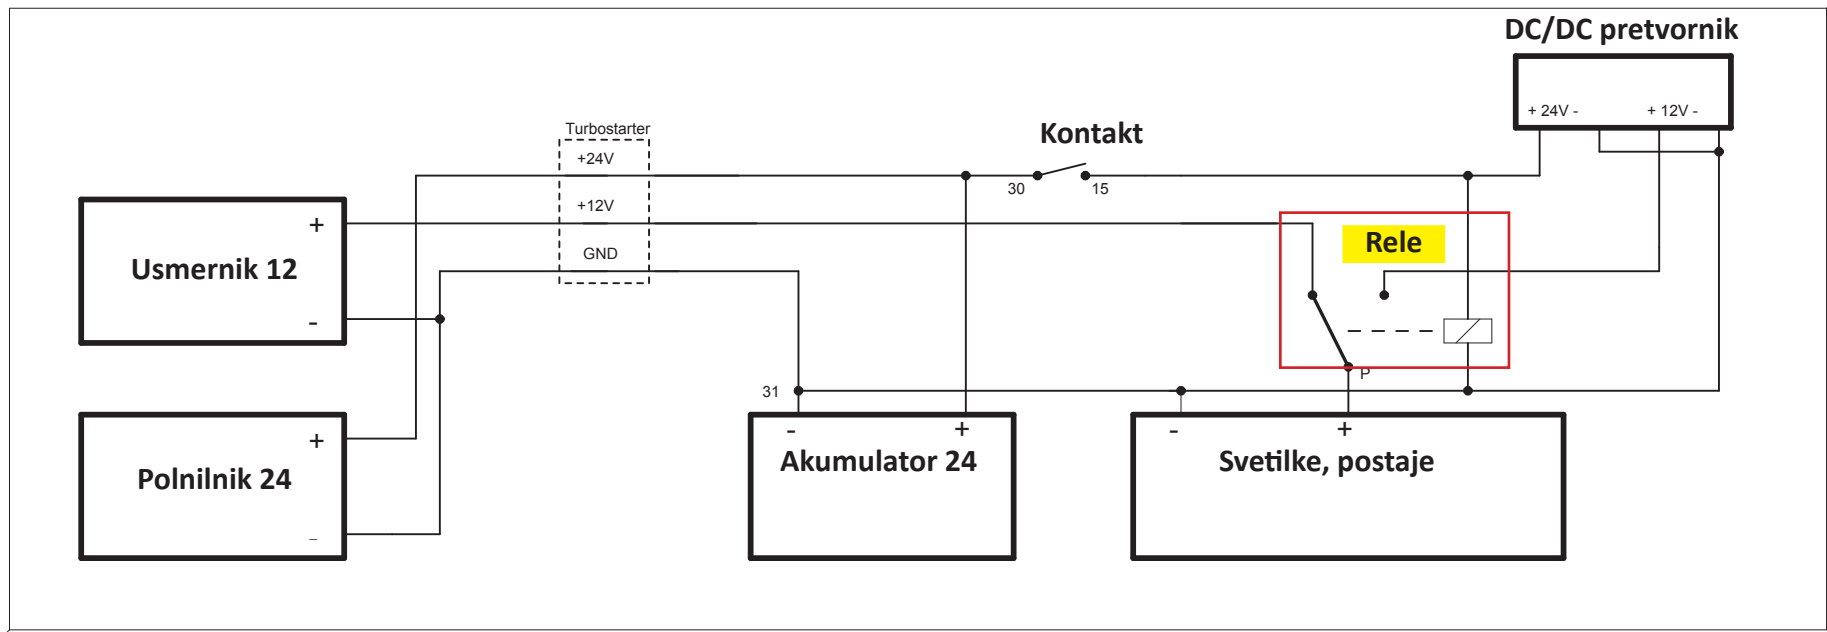 DC/DC pretvornik
+ 24V -
+ 12V -
Turbostarter
+24V
Kontakt
30
15
+12V
+
Usmernik 12
-
GND
Rele
P
31
+
Polnilnik 24
-
-
+
Akumulator 24
-
+
Svetilke, postaje